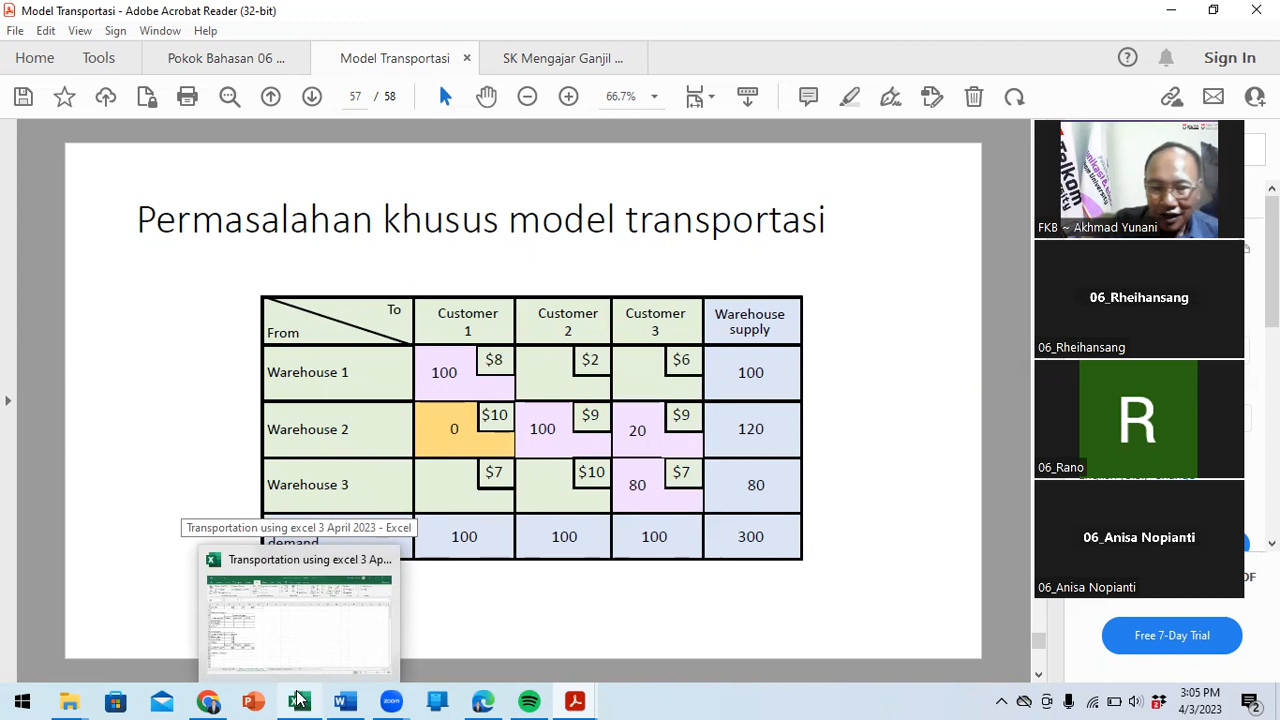 Model Transportasi - Adobe Acrobat Reader (32-bit)
File Edit View Sign Window Help
Home Tools Pokok Bahasan 06 ... Model Transportasi × SK Mengajar Ganjil ... Sign In
57 / 58 66.7%
Permasalahan khusus model transportasi
To
From
Customer 1
Customer 2
Customer 3
Warehouse supply
Warehouse 1 100 $8 $2 $6 100
Warehouse 2 0 $10 100 $9 20 $9 120
Warehouse 3 $7 $10 80 $7 80
demand 100 100 100 300
Transportation using excel 3 April 2023 - Excel
Transportation using excel 3 Ap...
FKB ~ Akhmad Yunani
06_Rheihansang
06_Rheihansang
R
06_Rano
06_Anisa Nopianti
06_Anisa Nopianti
DF
Free 7-Day Trial
zoom
3:05 PM
4/3/2023
2